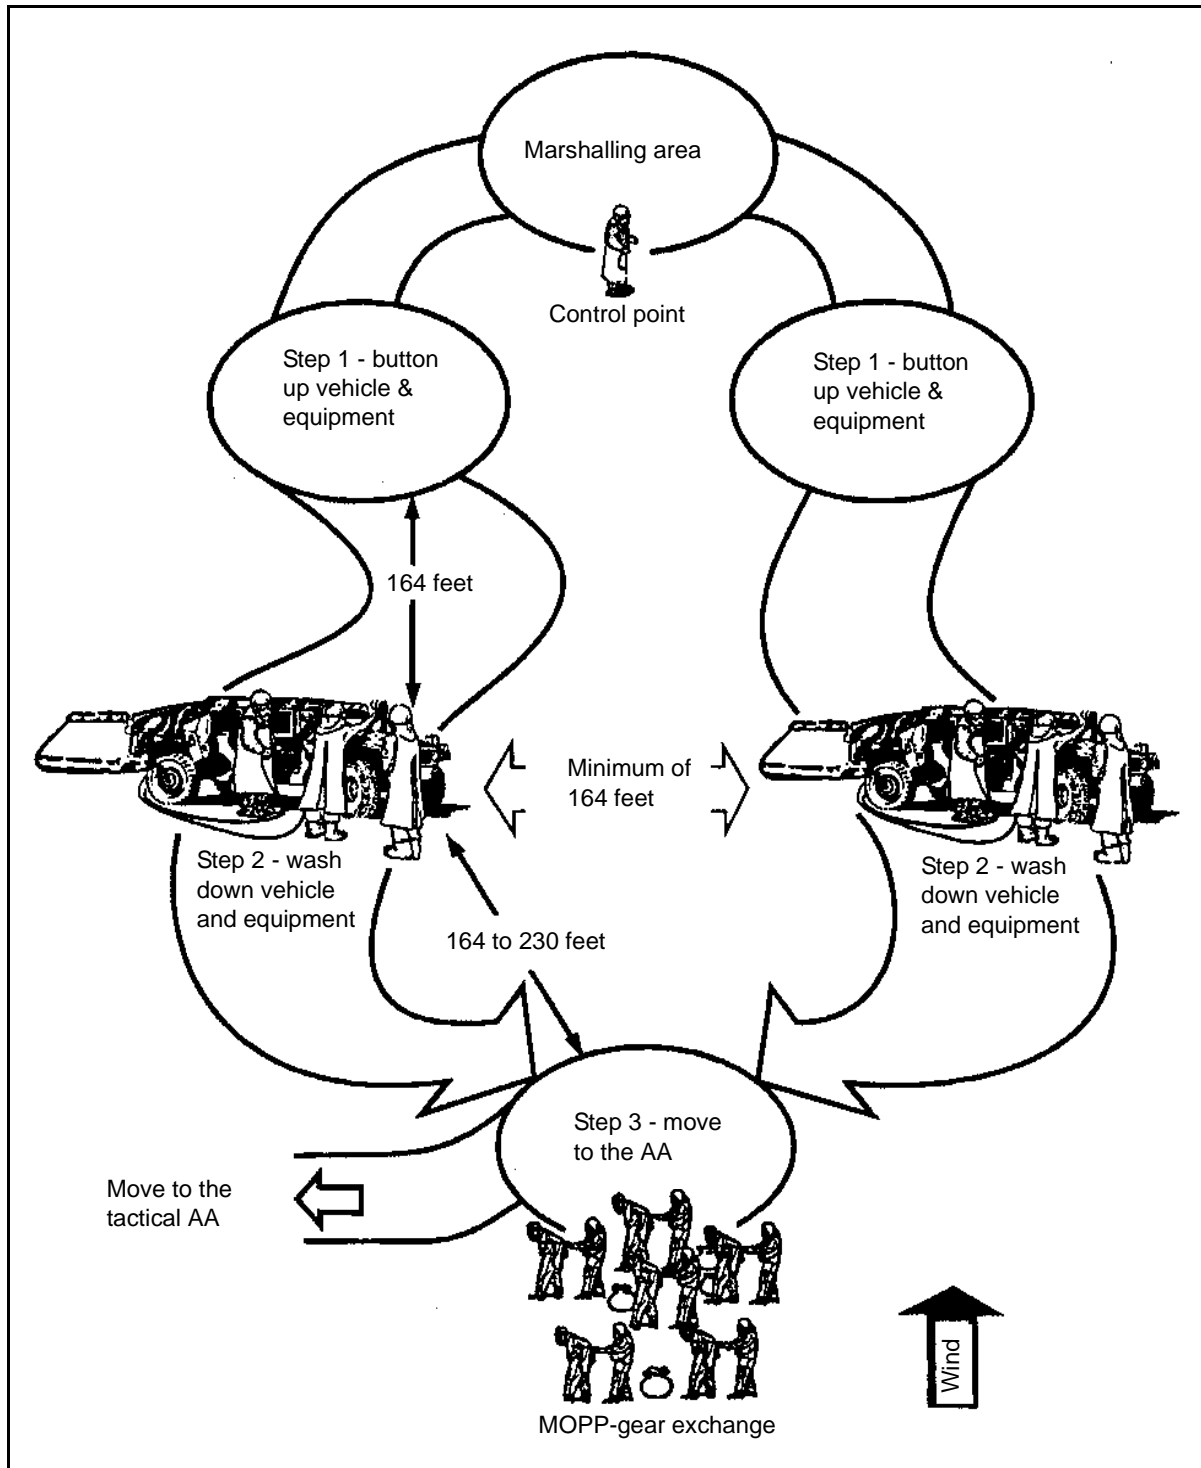 Marshalling area
Control point
Step 1 - button
up vehicle &
equipment
Step 1 - button
up vehicle &
equipment
164 feet
Minimum of
164 feet
Step 2 - wash
down vehicle
and equipment
Step 2 - wash
down vehicle
and equipment
164 to 230 feet
Step 3 - move
to the AA
Move to the
tactical AA
Wind
MOPP-gear exchange